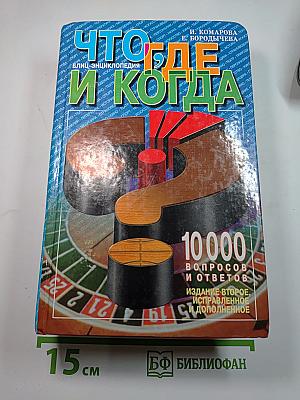 И. КОМАРОВА
Е. БОРОДЫЧЕВА
ЧТО ГДЕ
БЛИЦ-ЭНЦИКЛОПЕДИЯ
И КОГДА
10 000
ВОПРОСОВ
И ОТВЕТОВ
ИЗДАНИЕ ВТОРОЕ,
ИСПРАВЛЕННОЕ
И ДОПОЛНЕННОЕ
15 см
БФ БИБЛИОФАН